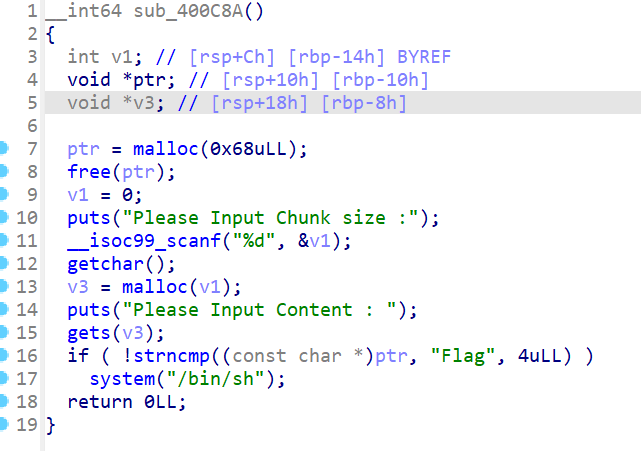 1 __int64 sub_400C8A()
2 {
3 int v1; // [rsp+Ch] [rbp-14h] BYREF
4 void *ptr; // [rsp+10h] [rbp-10h]
5 void *v3; // [rsp+18h] [rbp-8h]
6
7 ptr = malloc(0x68uLL);
8 free(ptr);
9 v1 = 0;
10 puts("Please Input Chunk size :");
11 __isoc99_scanf("%d", &v1);
12 getchar();
13 v3 = malloc(v1);
14 puts("Please Input Content : ");
15 gets(v3);
16 if ( !strncmp((const char *)ptr, "Flag", 4uLL) )
17 system("/bin/sh");
18 return 0LL;
19 }